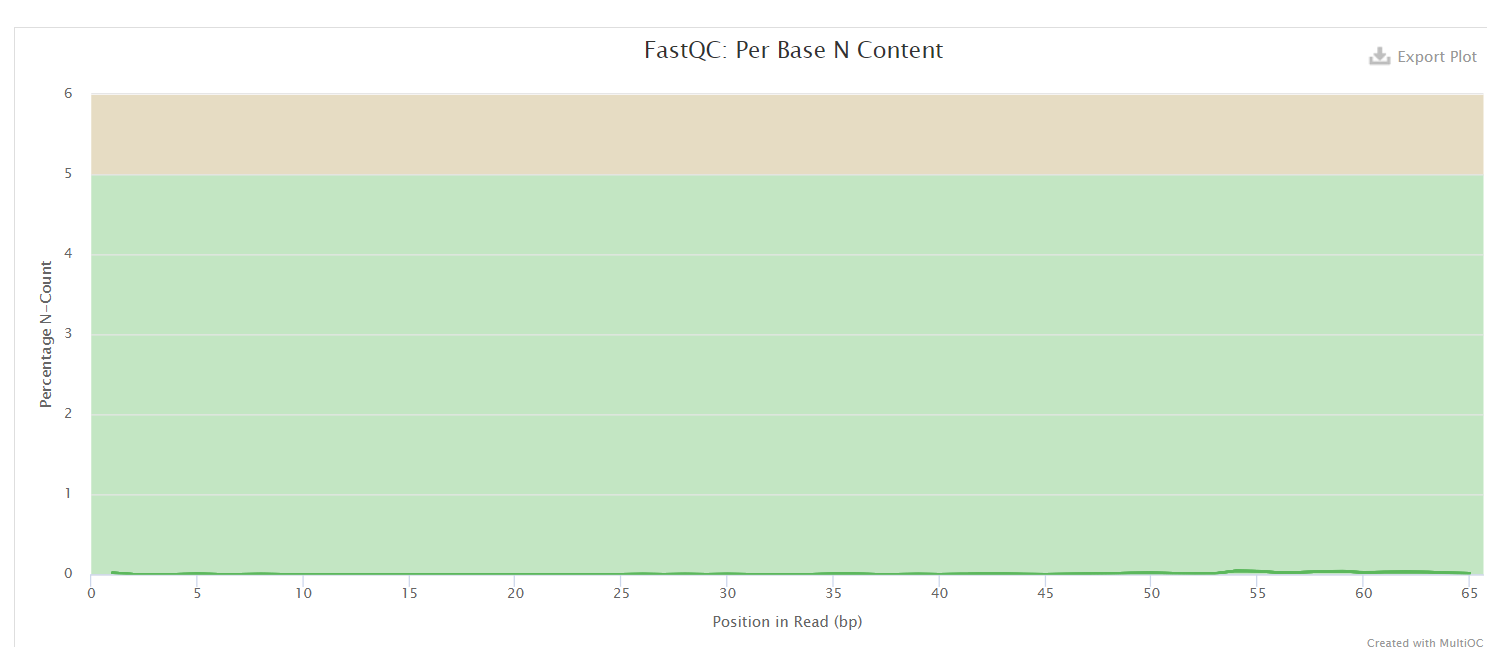 FastQC: Per Base N Content
Export Plot
6
5
4
3
2
1
0
Percentage N-Count
0 5 10 15 20 25 30 35 40 45 50 55 60 65
Position in Read (bp)
Created with MultiQC